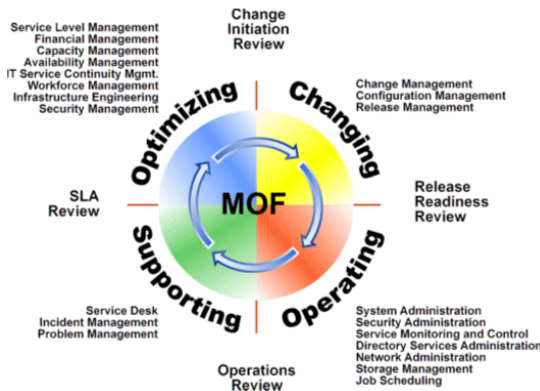 Service Level Management
Financial Management
Capacity Management
Availability Management
IT Service Continuity Mgmt.
Workforce Management
Infrastructure Engineering
Security Management
Change
Initiation
Review
Change Management
Configuration Management
Release Management
Optimizing
Changing
SLA
Review
MOF
Release
Readiness
Review
Supporting
Operating
Service Desk
Incident Management
Problem Management
Operations
Review
System Administration
Security Administration
Service Monitoring and Control
Directory Services Administration
Network Administration
Storage Management
Job Scheduling